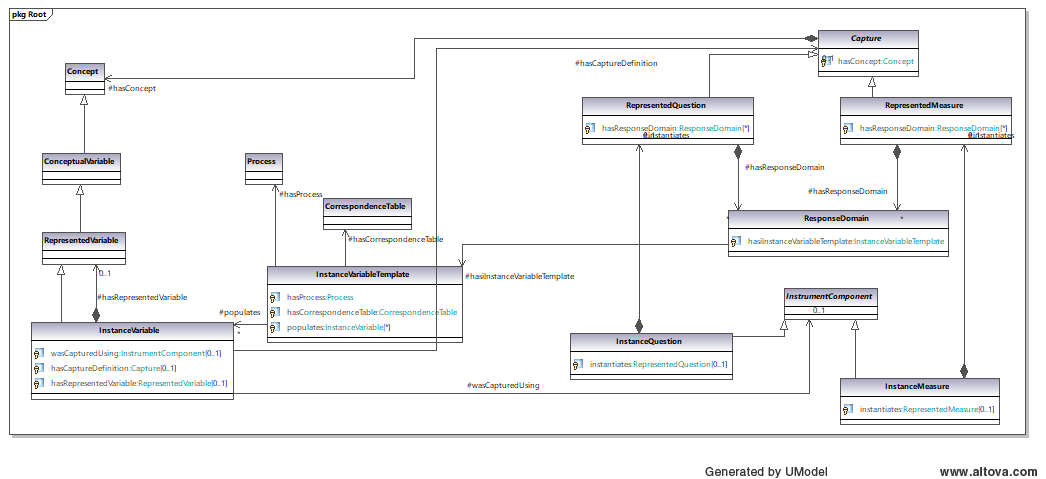 pkg Root
Capture
hasConcept:Concept
#hasCaptureDefinition
Concept
#hasConcept
RepresentedQuestion
hasResponseDomain:ResponseDomain[*]
RepresentedMeasure
hasResponseDomain:ResponseDomain[*]
#instantiates
#instantiates
ConceptualVariable
Process
#hasProcess
#hasResponseDomain
#hasResponseDomain
CorrespondenceTable
#hasCorrespondenceTable
* ResponseDomain *
hasiInstanceVariableTemplate:InstanceVariableTemplate
RepresentedVariable
0..1
#hasRepresentedVariable
InstanceVariableTemplate
#hasiInstanceVariableTemplate
hasProcess:Process
hasCorrespondenceTable:CorrespondenceTable
populates:InstanceVariable[*]
#populates
*
InstrumentComponent
0..1
InstanceVariable
wasCapturedUsing:InstrumentComponent[0..1]
hasCaptureDefinition:Capture[0..1]
hasRepresentedVariable:RepresentedVariable[0..1]
InstanceQuestion
instantiates:RepresentedQuestion[0..1]
#wasCapturedUsing
InstanceMeasure
instantiates:RepresentedMeasure[0..1]
Generated by UModel
www.altova.com